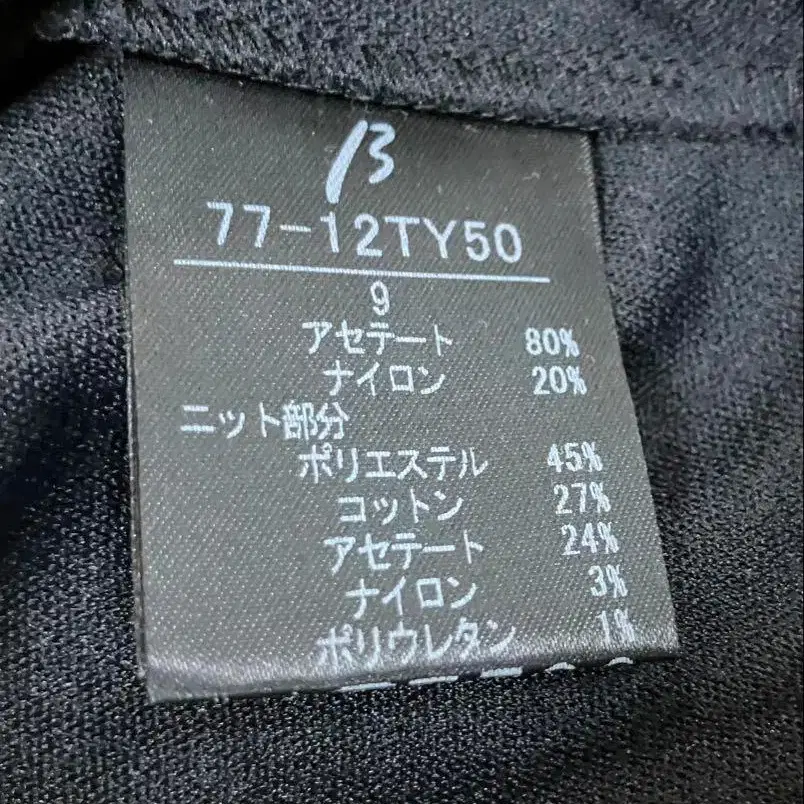 77-12TY50
9
アセテート 80%
ナイロン 20%
ニット部分
ポリエステル 45%
コットン 27%
アセテート 24%
ナイロン 3%
ポリウレタン 1%